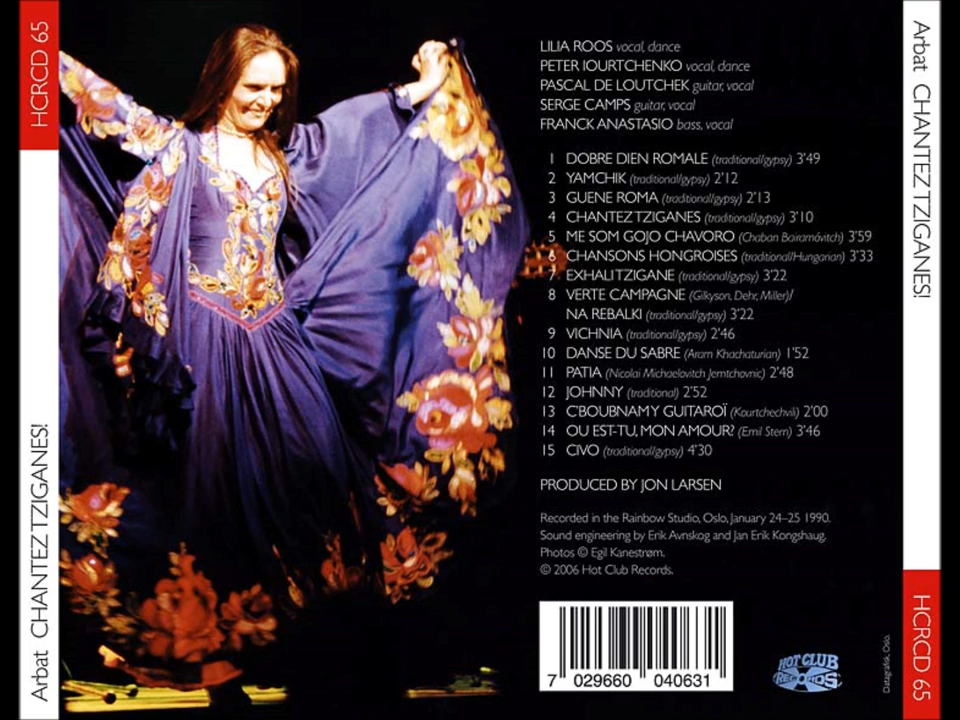 HCRCD 65
Arbat CHANTEZ TZIGANES!
LILIA ROOS vocal, dance
PETER IOURTCHENKO vocal, dance
PASCAL DE LOUTCHEK guitar, vocal
SERGE CAMPS guitar, vocal
FRANCK ANASTASIO bass, vocal
1 DOBRE DIEN ROMALE (traditional/gypsy) 3'49
2 YAMCHIK (traditional/gypsy) 2'12
3 GUENE ROMA (traditional/gypsy) 2'13
4 CHANTEZ TZIGANES (traditional/gypsy) 3'10
5 ME SOM GOJO CHAVORO (Chaban Bairamóvitch) 3'59
6 CHANSONS HONGROISES (traditional/Hungarian) 3'33
7 EXHALI TZIGANE (traditional/gypsy) 3'22
8 VERTE CAMPAGNE (Gilkyson, Dehr, Miller)/
NA REBALKI (traditional/gypsy) 3'22
9 VICHNIA (traditional/gypsy) 2'46
10 DANSE DU SABRE (Aram Khachaturian) 1'52
11 PATIA (Nicolai Michaelovitch Jemtchovnic) 2'48
12 JOHNNY (traditional) 2'52
13 C'BOUBNAMY GUITAROÏ (Kourtchechvili) 2'00
14 OU EST-TU, MON AMOUR? (Emil Stern) 3'46
15 CIVO (traditional/gypsy) 4'30
PRODUCED BY JON LARSEN
Recorded in the Rainbow Studio, Oslo, January 24–25 1990.
Sound engineering by Erik Avnskog and Jan Erik Kongshaug.
Photos © Egil Kanestrøm.
© 2006 Hot Club Records.
7 029660 040631
HOT CLUB
RECORDS
Datagrafisk, Oslo.
Arbat CHANTEZ TZIGANES!
HCRCD 65